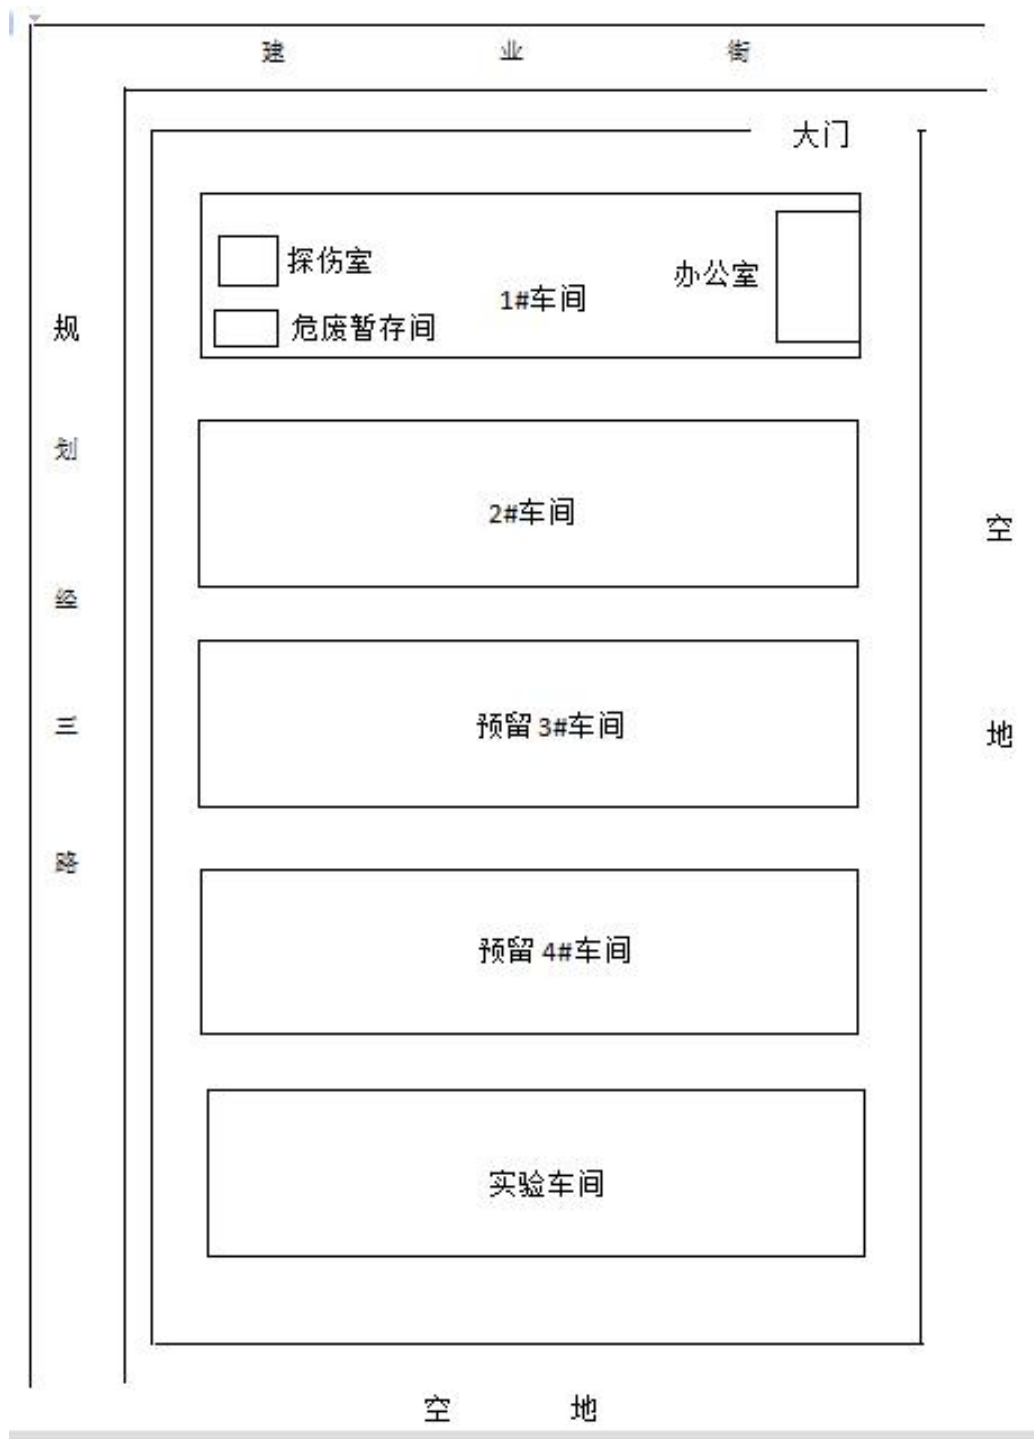 建业街
大门
探伤室
办公室
1#车间
危废暂存间
规划经三路
2#车间
空地
预留3#车间
预留4#车间
实验车间
空地